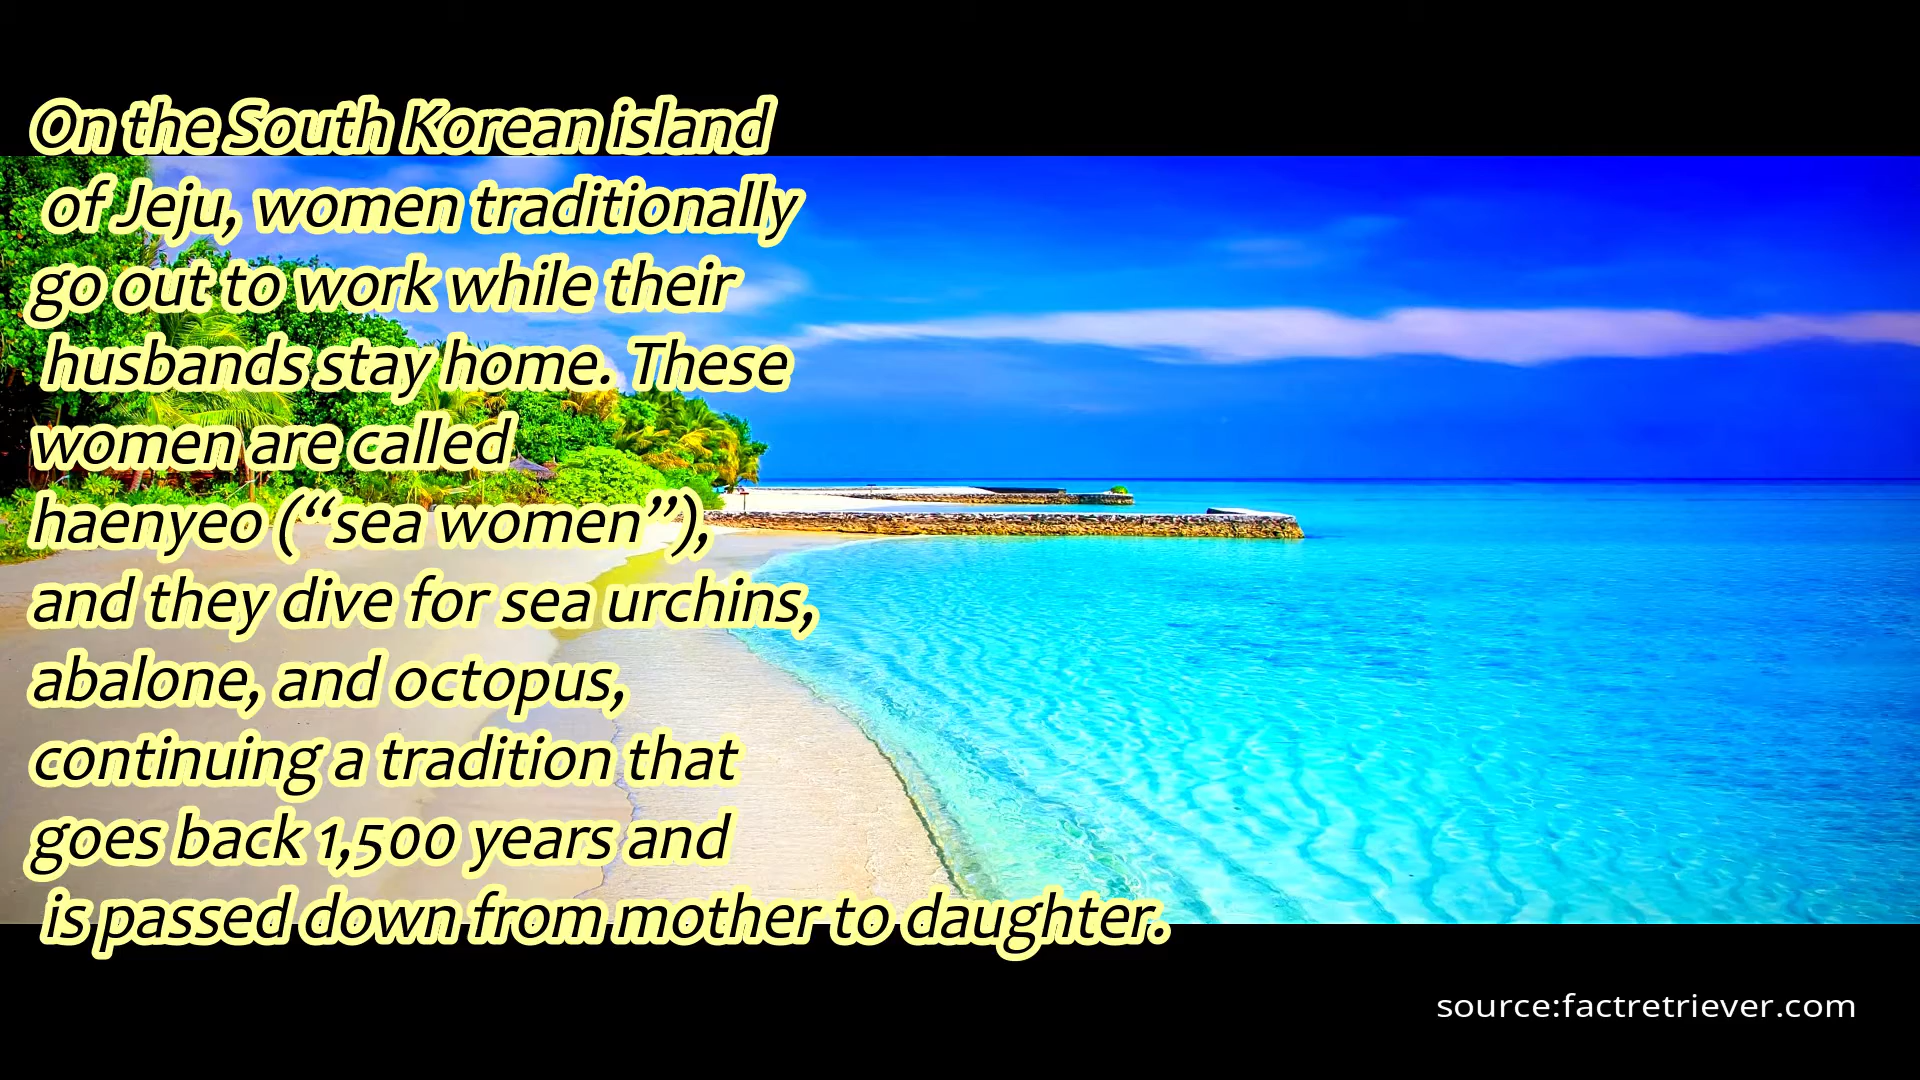 On the South Korean island
of Jeju, women traditionally
go out to work while their
husbands stay home. These
women are called
haenyeo (“sea women”),
and they dive for sea urchins,
abalone, and octopus,
continuing a tradition that
goes back 1,500 years and
is passed down from mother to daughter.
source:factretriever.com